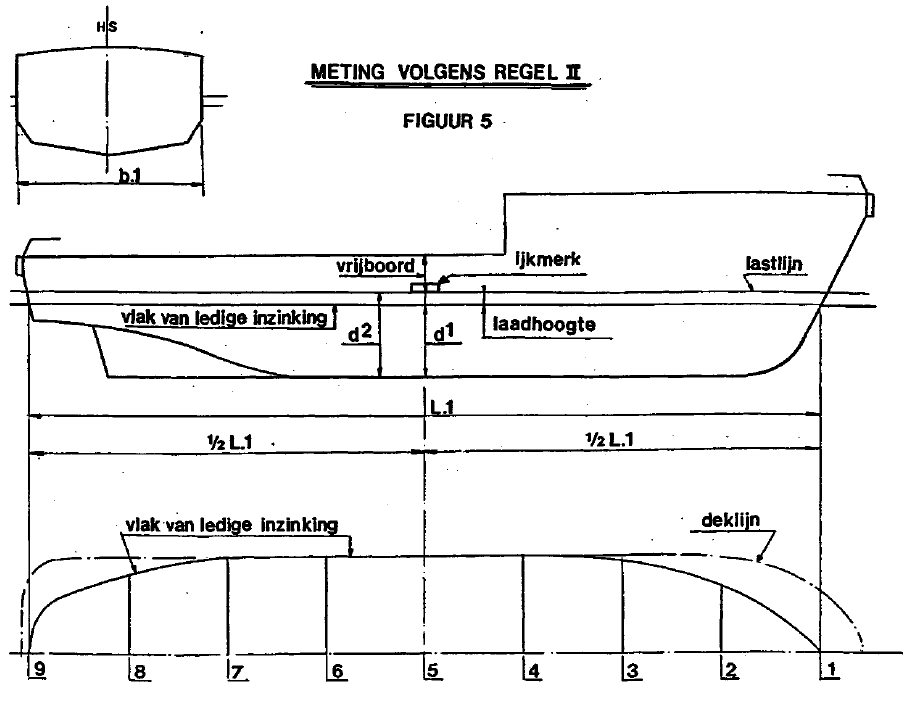 HS
METING VOLGENS REGEL II
FIGUUR 5
b.1
vrijboord
Ijkmerk
lastlijn
vlak van ledige inzinking
laadhoogte
d2
d1
L.1
½ L.1
½ L.1
vlak van ledige inzinking
deklijn
9 8 7 6 5 4 3 2 1